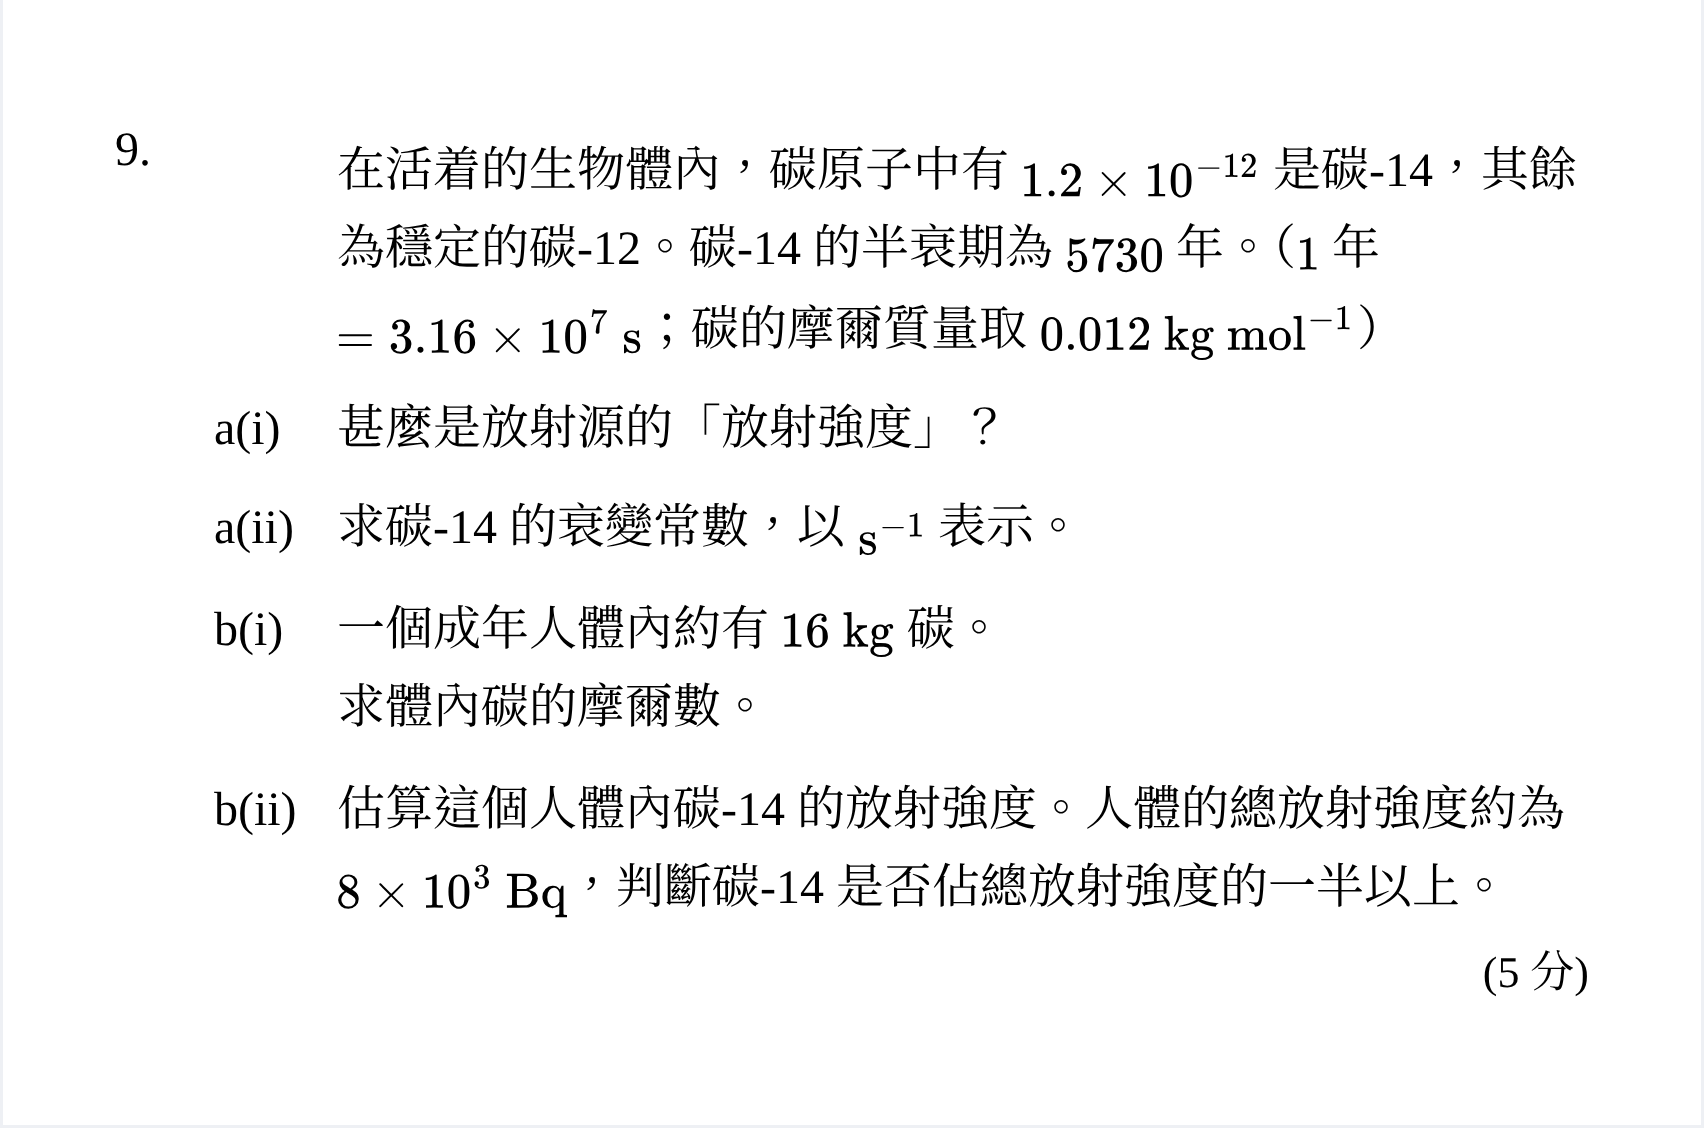 9. 在活着的生物體內，碳原子中有 1.2 × 10⁻¹² 是碳-14，其餘
為穩定的碳-12。碳-14 的半衰期為 5730 年。（1 年
= 3.16 × 10⁷ s；碳的摩爾質量取 0.012 kg mol⁻¹）
a(i) 甚麼是放射源的「放射強度」？
a(ii) 求碳-14 的衰變常數，以 s⁻¹ 表示。
b(i) 一個成年人體內約有 16 kg 碳。
求體內碳的摩爾數。
b(ii) 估算這個人體內碳-14 的放射強度。人體的總放射強度約為
8 × 10³ Bq，判斷碳-14 是否佔總放射強度的一半以上。
(5 分)